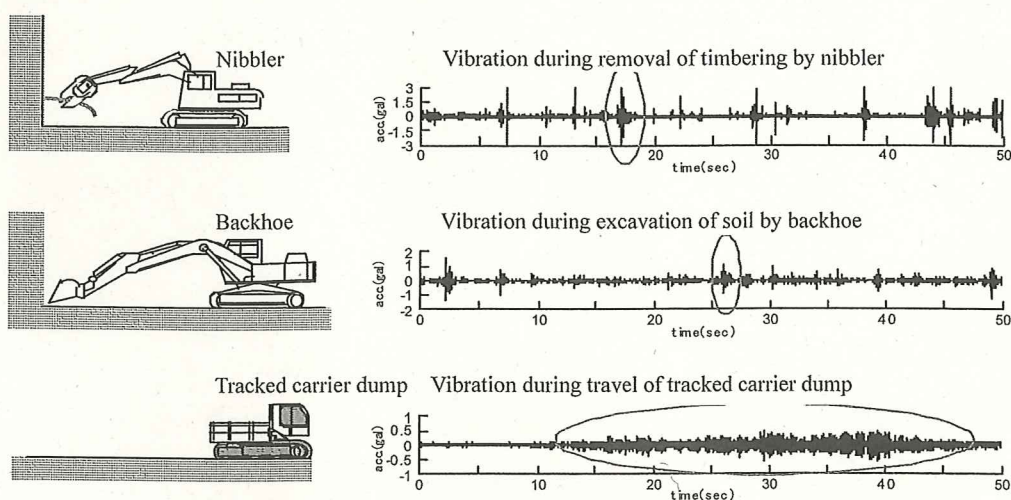 Nibbler
Vibration during removal of timbering by nibbler
acc.(gal)
3
1.5
0
-1.5
-3
0 10 20 30 40 50
time(sec)
Backhoe
Vibration during excavation of soil by backhoe
acc.(gal)
2
1
0
-1
-2
0 10 20 30 40 50
time(sec)
Tracked carrier dump
Vibration during travel of tracked carrier dump
acc.(gal)
1
0.5
0
-0.5
-1
0 10 20 30 40 50
time(sec)